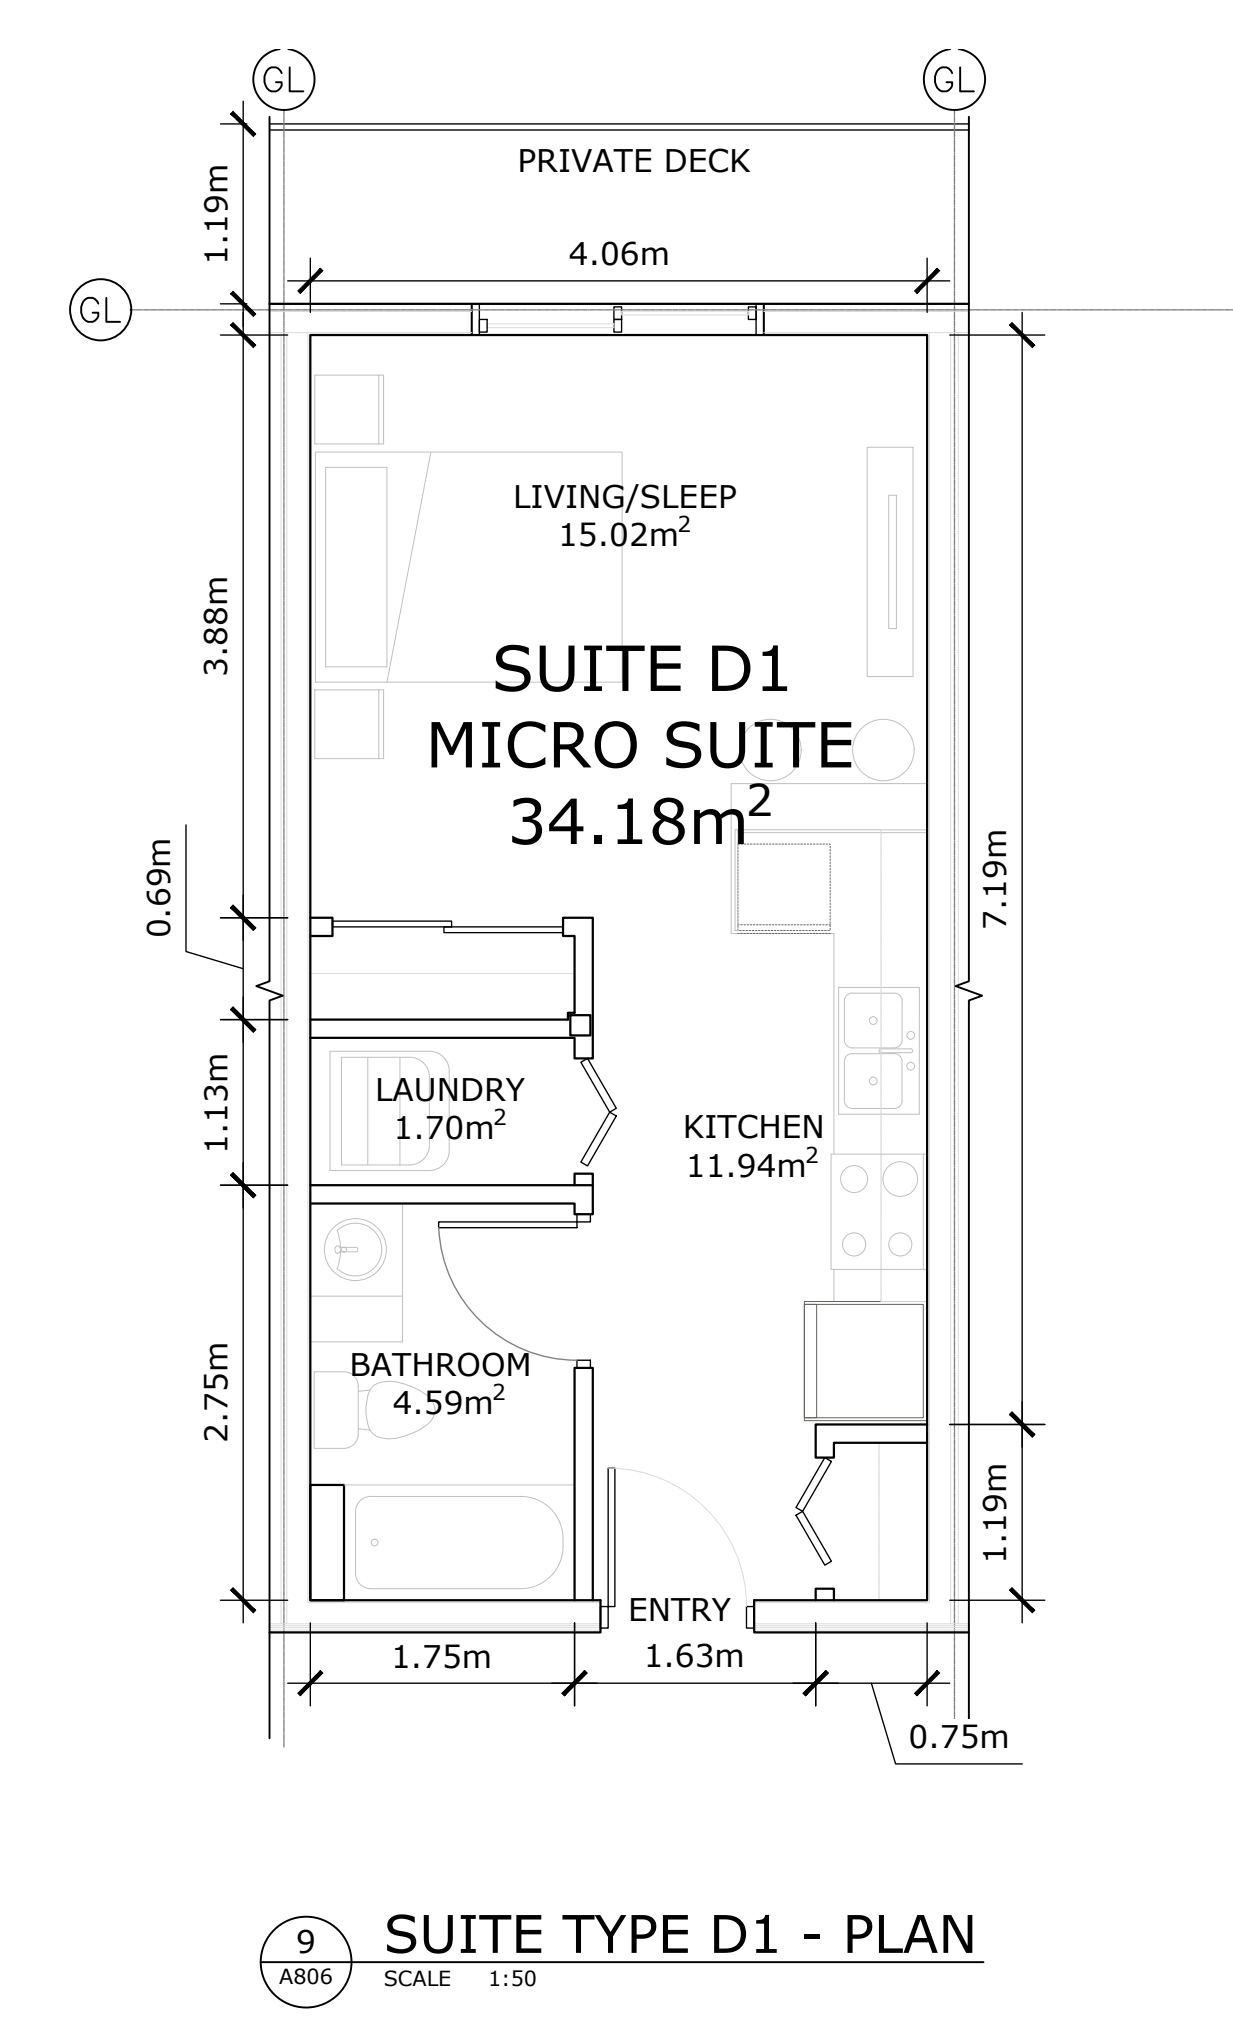 GL
GL
PRIVATE DECK
1.19m
4.06m
GL
LIVING/SLEEP
15.02m²
3.88m
SUITE D1
MICRO SUITE
34.18m²
0.69m
7.19m
LAUNDRY
1.70m²
1.13m
KITCHEN
11.94m²
BATHROOM
4.59m²
2.75m
1.19m
ENTRY
1.75m
1.63m
0.75m
9
A806
SUITE TYPE D1 - PLAN
SCALE 1:50